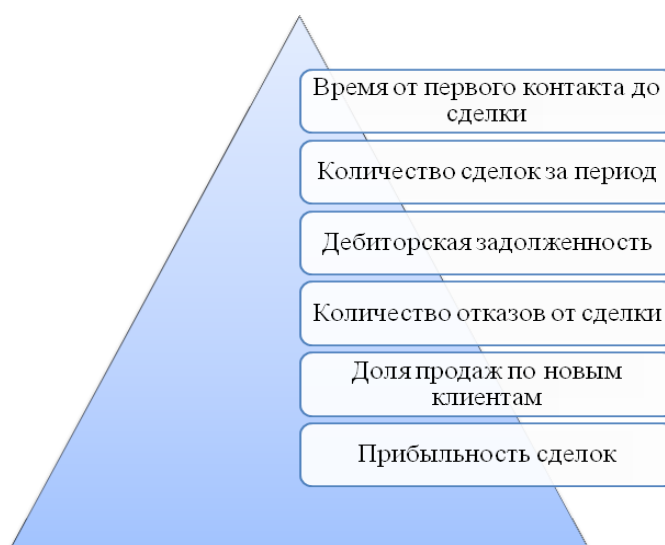 Время от первого контакта до
сделки
Количество сделок за период
Дебиторская задолженность
Количество отказов от сделки
Доля продаж по новым
клиентам
Прибыльность сделок